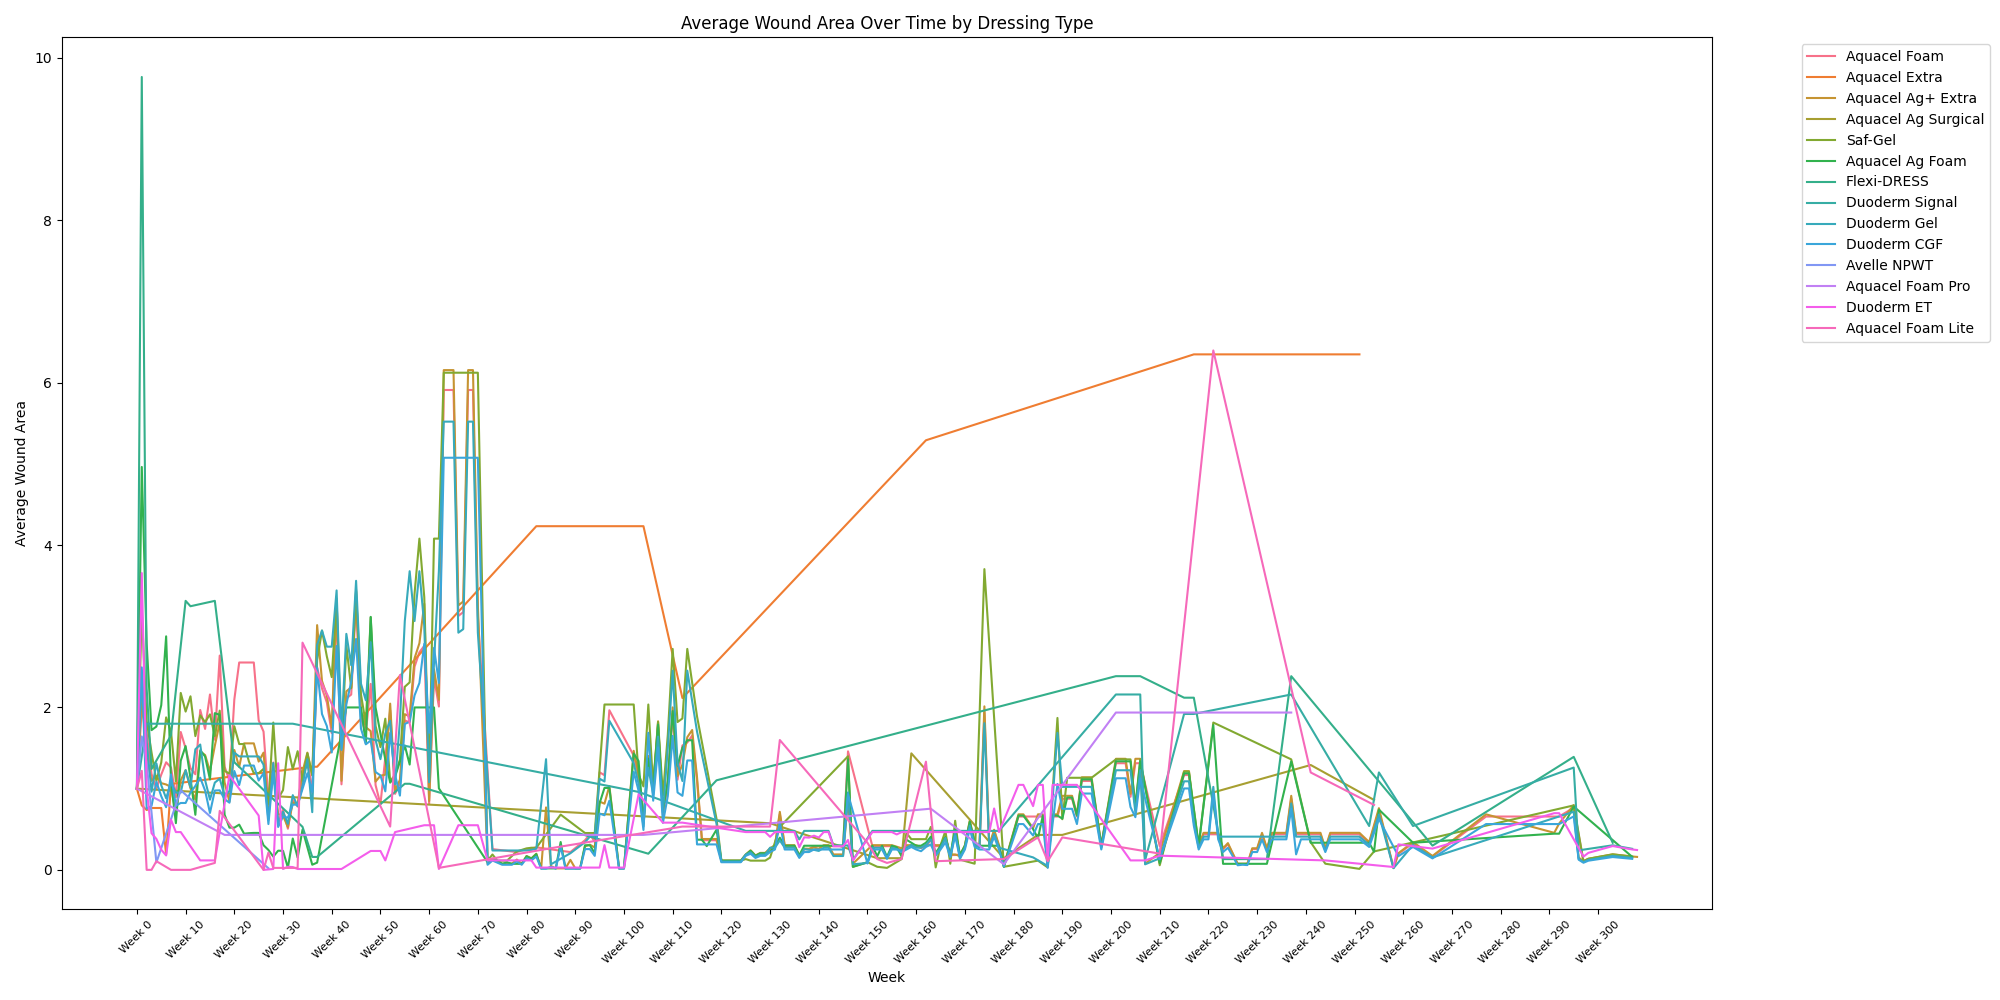 Average Wound Area Over Time by Dressing Type
Aquacel Foam
Aquacel Extra
Aquacel Ag+ Extra
Aquacel Ag Surgical
Saf-Gel
Aquacel Ag Foam
Flexi-DRESS
Duoderm Signal
Duoderm Gel
Duoderm CGF
Avelle NPWT
Aquacel Foam Pro
Duoderm ET
Aquacel Foam Lite
10
8
6
4
2
0
Average Wound Area
Week 0
Week 10
Week 20
Week 30
Week 40
Week 50
Week 60
Week 70
Week 80
Week 90
Week 100
Week 110
Week 120
Week 130
Week 140
Week 150
Week 160
Week 170
Week 180
Week 190
Week 200
Week 210
Week 220
Week 230
Week 240
Week 250
Week 260
Week 270
Week 280
Week 290
Week 300
Week